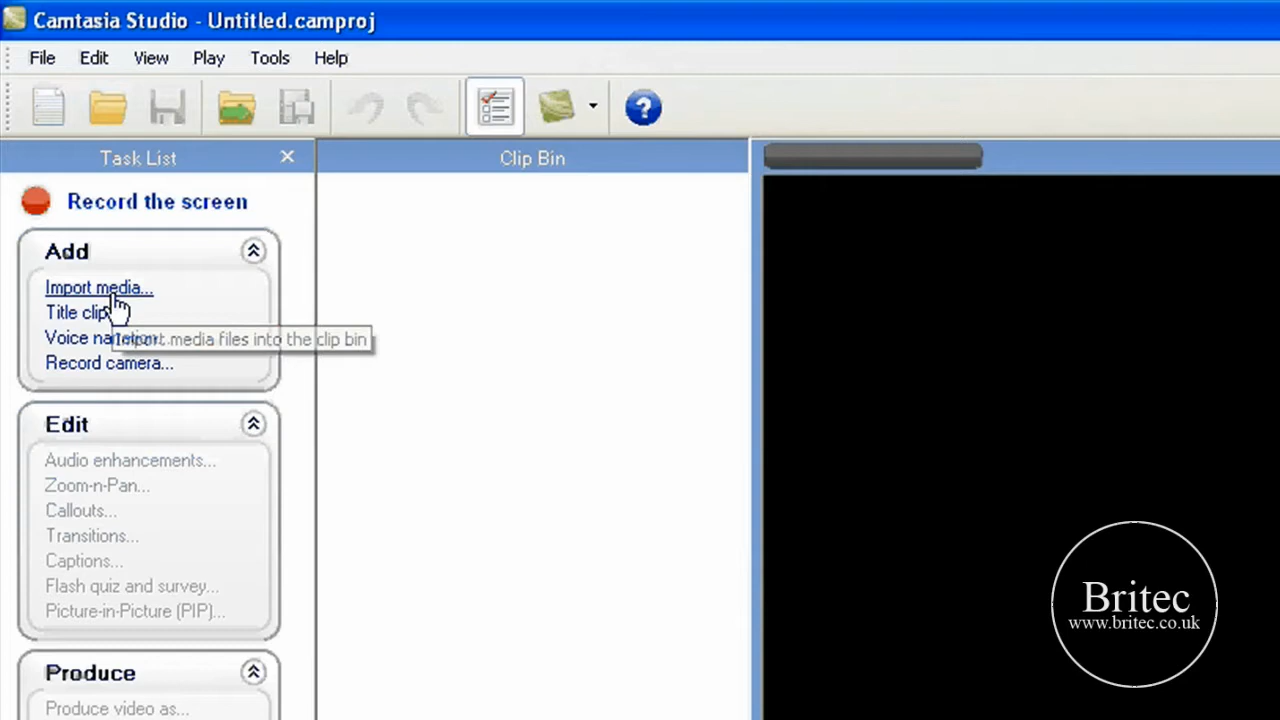 Camtasia Studio - Untitled.camproj
File Edit View Play Tools Help
?
Task List
Clip Bin
Record the screen
Add
Import media...
Title clip
Import media files into the clip bin
Record camera...
Edit
Audio enhancements...
Zoom-n-Pan...
Callouts...
Transitions...
Captions...
Flash quiz and survey...
Picture-in-Picture (PIP)...
Produce
Produce video as...
Britec
www.britec.co.uk